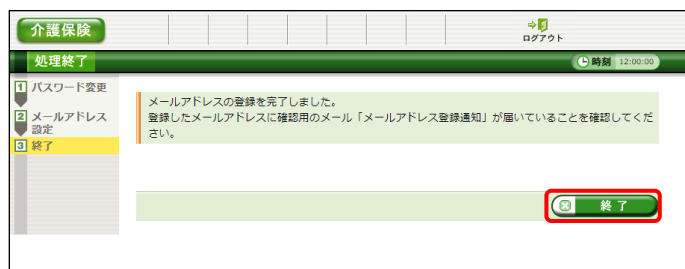 介護保険
ログアウト
処理終了
時刻 12:00:00
1 パスワード変更
2 メールアドレス
設定
3 終了
メールアドレスの登録を完了しました。
登録したメールアドレスに確認用のメール「メールアドレス登録通知」が届いていることを確認してくだ
さい。
終了